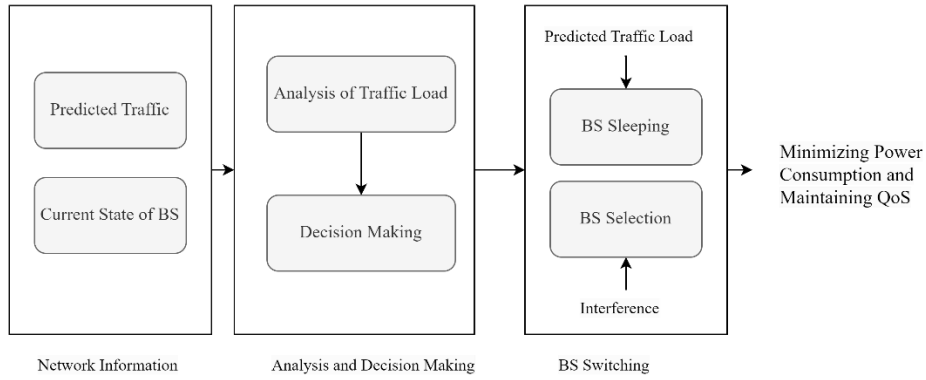 Predicted Traffic
Current State of BS
Network Information
Analysis of Traffic Load
Decision Making
Analysis and Decision Making
Predicted Traffic Load
BS Sleeping
BS Selection
Interference
BS Switching
Minimizing Power
Consumption and
Maintaining QoS